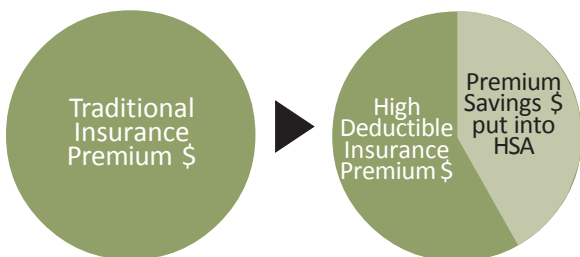 Traditional
Insurance
Premium $
High
Deductible
Insurance
Premium $
Premium
Savings $
put into
HSA